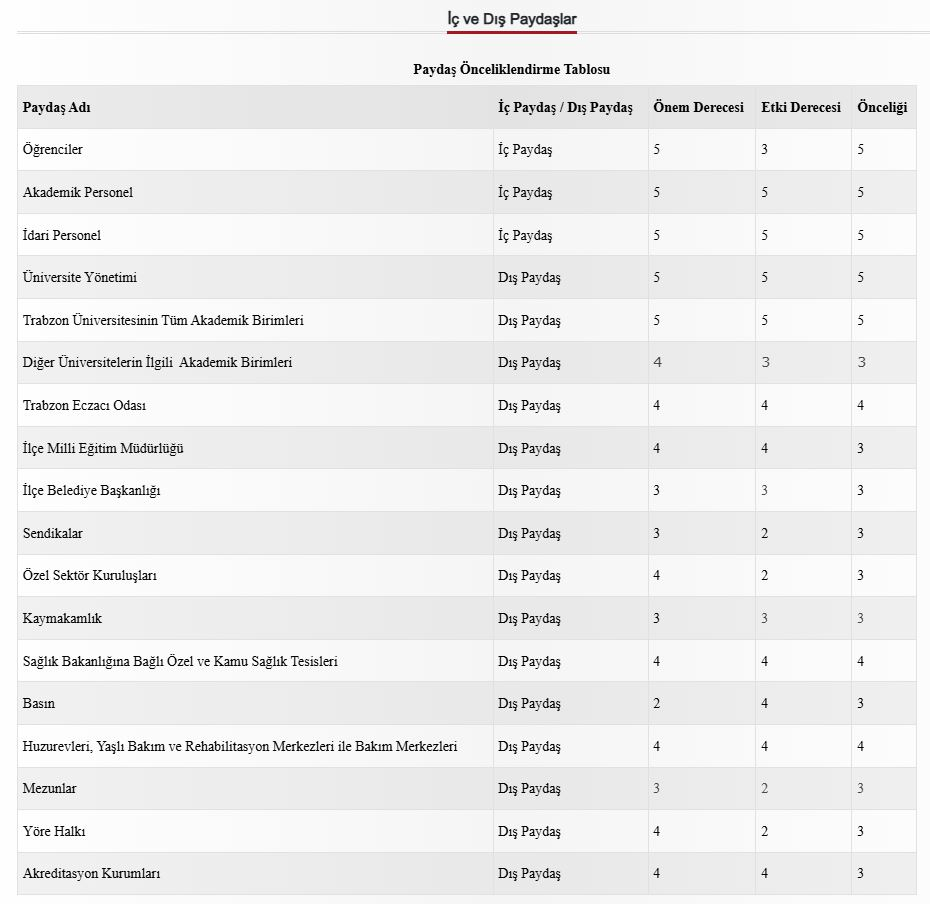 İç ve Dış Paydaşlar
Paydaş Önceliklendirme Tablosu
Paydaş Adı İç Paydaş / Dış Paydaş Önem Derecesi Etki Derecesi Önceliği
Öğrenciler İç Paydaş 5 3 5
Akademik Personel İç Paydaş 5 5 5
İdari Personel İç Paydaş 5 5 5
Üniversite Yönetimi Dış Paydaş 5 5 5
Trabzon Üniversitesinin Tüm Akademik Birimleri Dış Paydaş 5 5 5
Diğer Üniversitelerin İlgili  Akademik Birimleri Dış Paydaş 4 3 3
Trabzon Eczacı Odası Dış Paydaş 4 4 4
İlçe Milli Eğitim Müdürlüğü Dış Paydaş 4 4 3
İlçe Belediye Başkanlığı Dış Paydaş 3 3 3
Sendikalar Dış Paydaş 3 2 3
Özel Sektör Kuruluşları Dış Paydaş 4 2 3
Kaymakamlık Dış Paydaş 3 3 3
Sağlık Bakanlığına Bağlı Özel ve Kamu Sağlık Tesisleri Dış Paydaş 4 4 4
Basın Dış Paydaş 2 4 3
Huzurevleri, Yaşlı Bakım ve Rehabilitasyon Merkezleri ile Bakım Merkezleri Dış Paydaş 4 4 4
Mezunlar Dış Paydaş 3 2 3
Yöre Halkı Dış Paydaş 4 2 3
Akreditasyon Kurumları Dış Paydaş 4 4 3